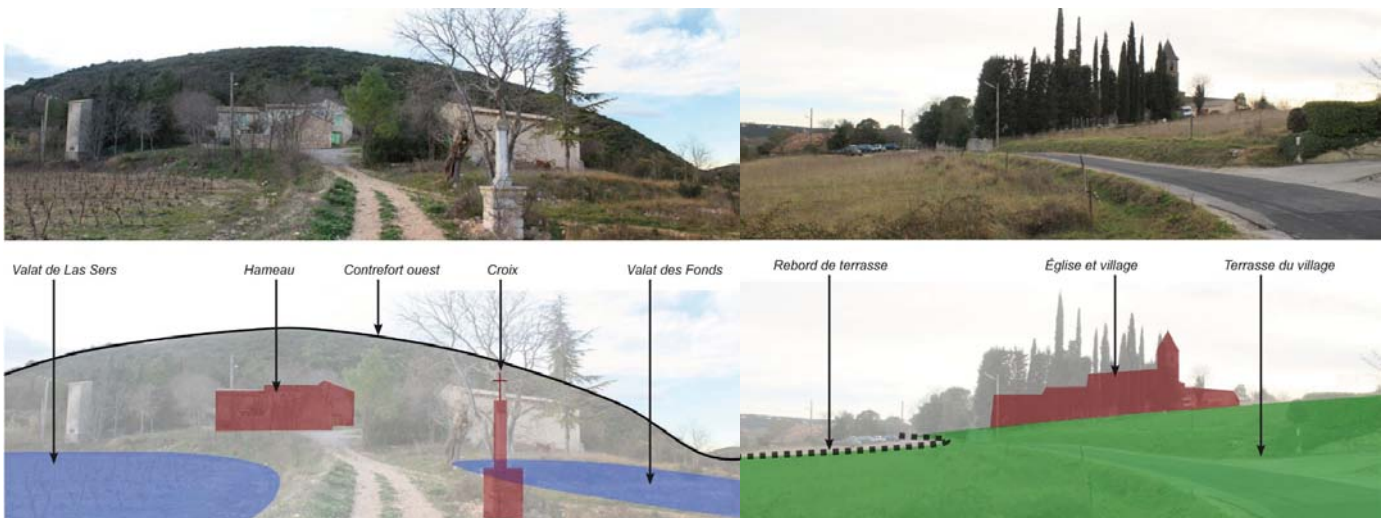 Valat de Las Sers
Hameau
Contrefort ouest
Croix
Valat des Fonds
Rebord de terrasse
Église et village
Terrasse du village